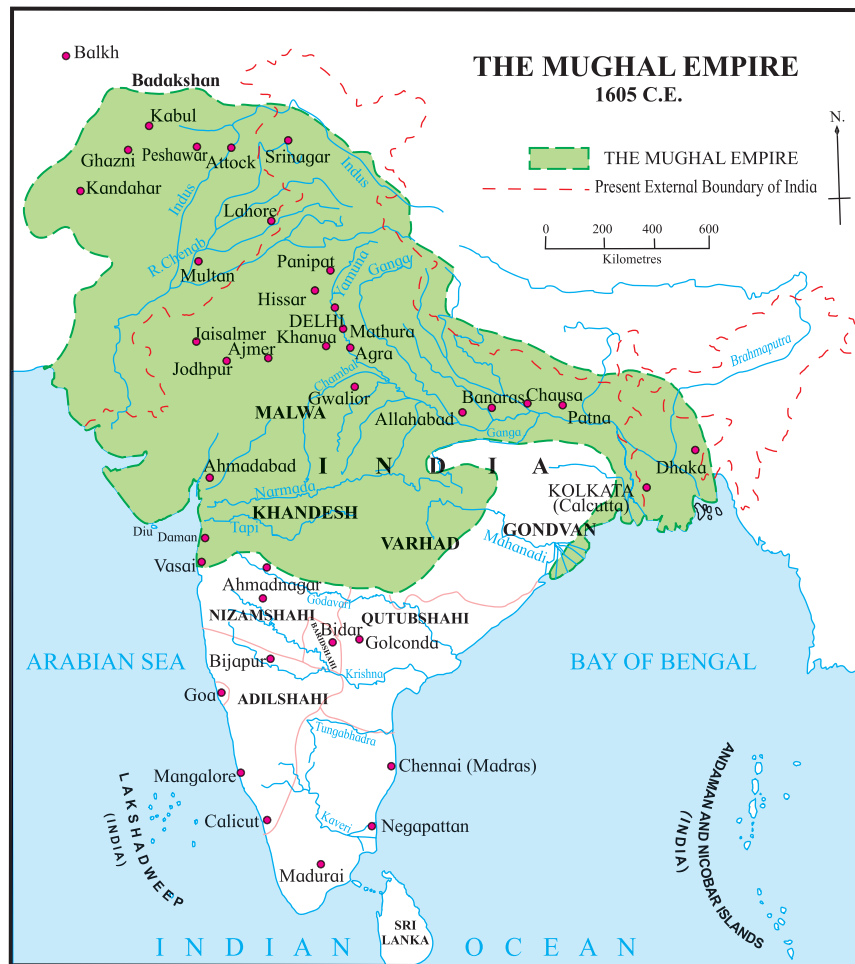 Balkh
Badakshan
THE MUGHAL EMPIRE
1605 C.E.
N.
Kabul
Ghazni
Peshawar
Attock
Srinagar
THE MUGHAL EMPIRE
Present External Boundary of India
Kandahar
Indus
Indus
Lahore
0 200 400 600
Kilometres
R.Chenab
Multan
Panipat
Ganga
Yamuna
Hissar
DELHI
Mathura
Jaisalmer
Khanua
Agra
Ajmer
Jodhpur
Brahmaputra
Chambal
Gwalior
MALWA
Banaras
Chausa
Allahabad
Patna
Ganga
Ahmadabad
I N D I A
Dhaka
Narmada
KOLKATA
(Calcutta)
KHANDESH
Tapi
Diu
Daman
VARHAD
GONDVAN
Mahanadi
Vasai
Ahmadnagar
Godavari
NIZAMSHAHI
QUTUBSHAHI
BARIDSHAHI
Bidar
Golconda
ARABIAN SEA
Bijapur
Krishna
BAY OF BENGAL
Goa
ADILSHAHI
Tungabhadra
Mangalore
Chennai (Madras)
LAKSHADWEEP
(INDIA)
ANDAMAN AND NICOBAR ISLANDS
(INDIA)
Calicut
Kaveri
Negapattan
Madurai
SRI
LANKA
INDIAN OCEAN